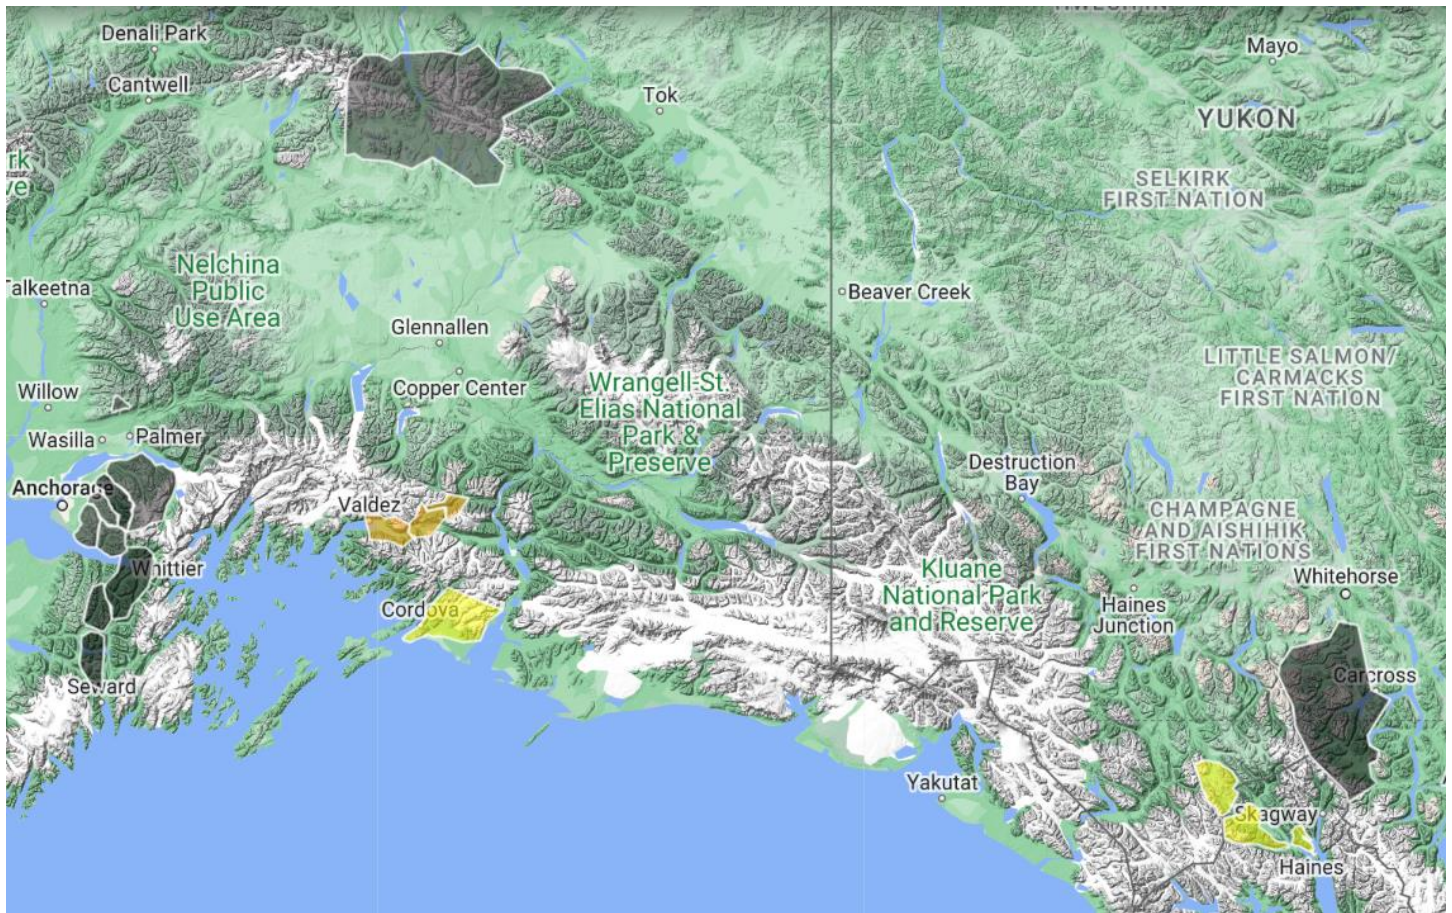 Denali Park
Mayo
Cantwell
Tok
YUKON
rk
ve
SELKIRK
FIRST NATION
Nelchina
Public
Use Area
Talkeetna
Beaver Creek
Glennallen
LITTLE SALMON/
CARMACKS
FIRST NATION
Willow
Copper Center
Wrangell-St.
Elias National
Park &
Preserve
Wasilla
Palmer
Destruction
Bay
Anchorage
Valdez
CHAMPAGNE
AND AISHIHIK
FIRST NATIONS
Whittier
Kluane
National Park
and Reserve
Whitehorse
Cordova
Haines
Junction
Seward
Carcross
Yakutat
Skagway
Haines